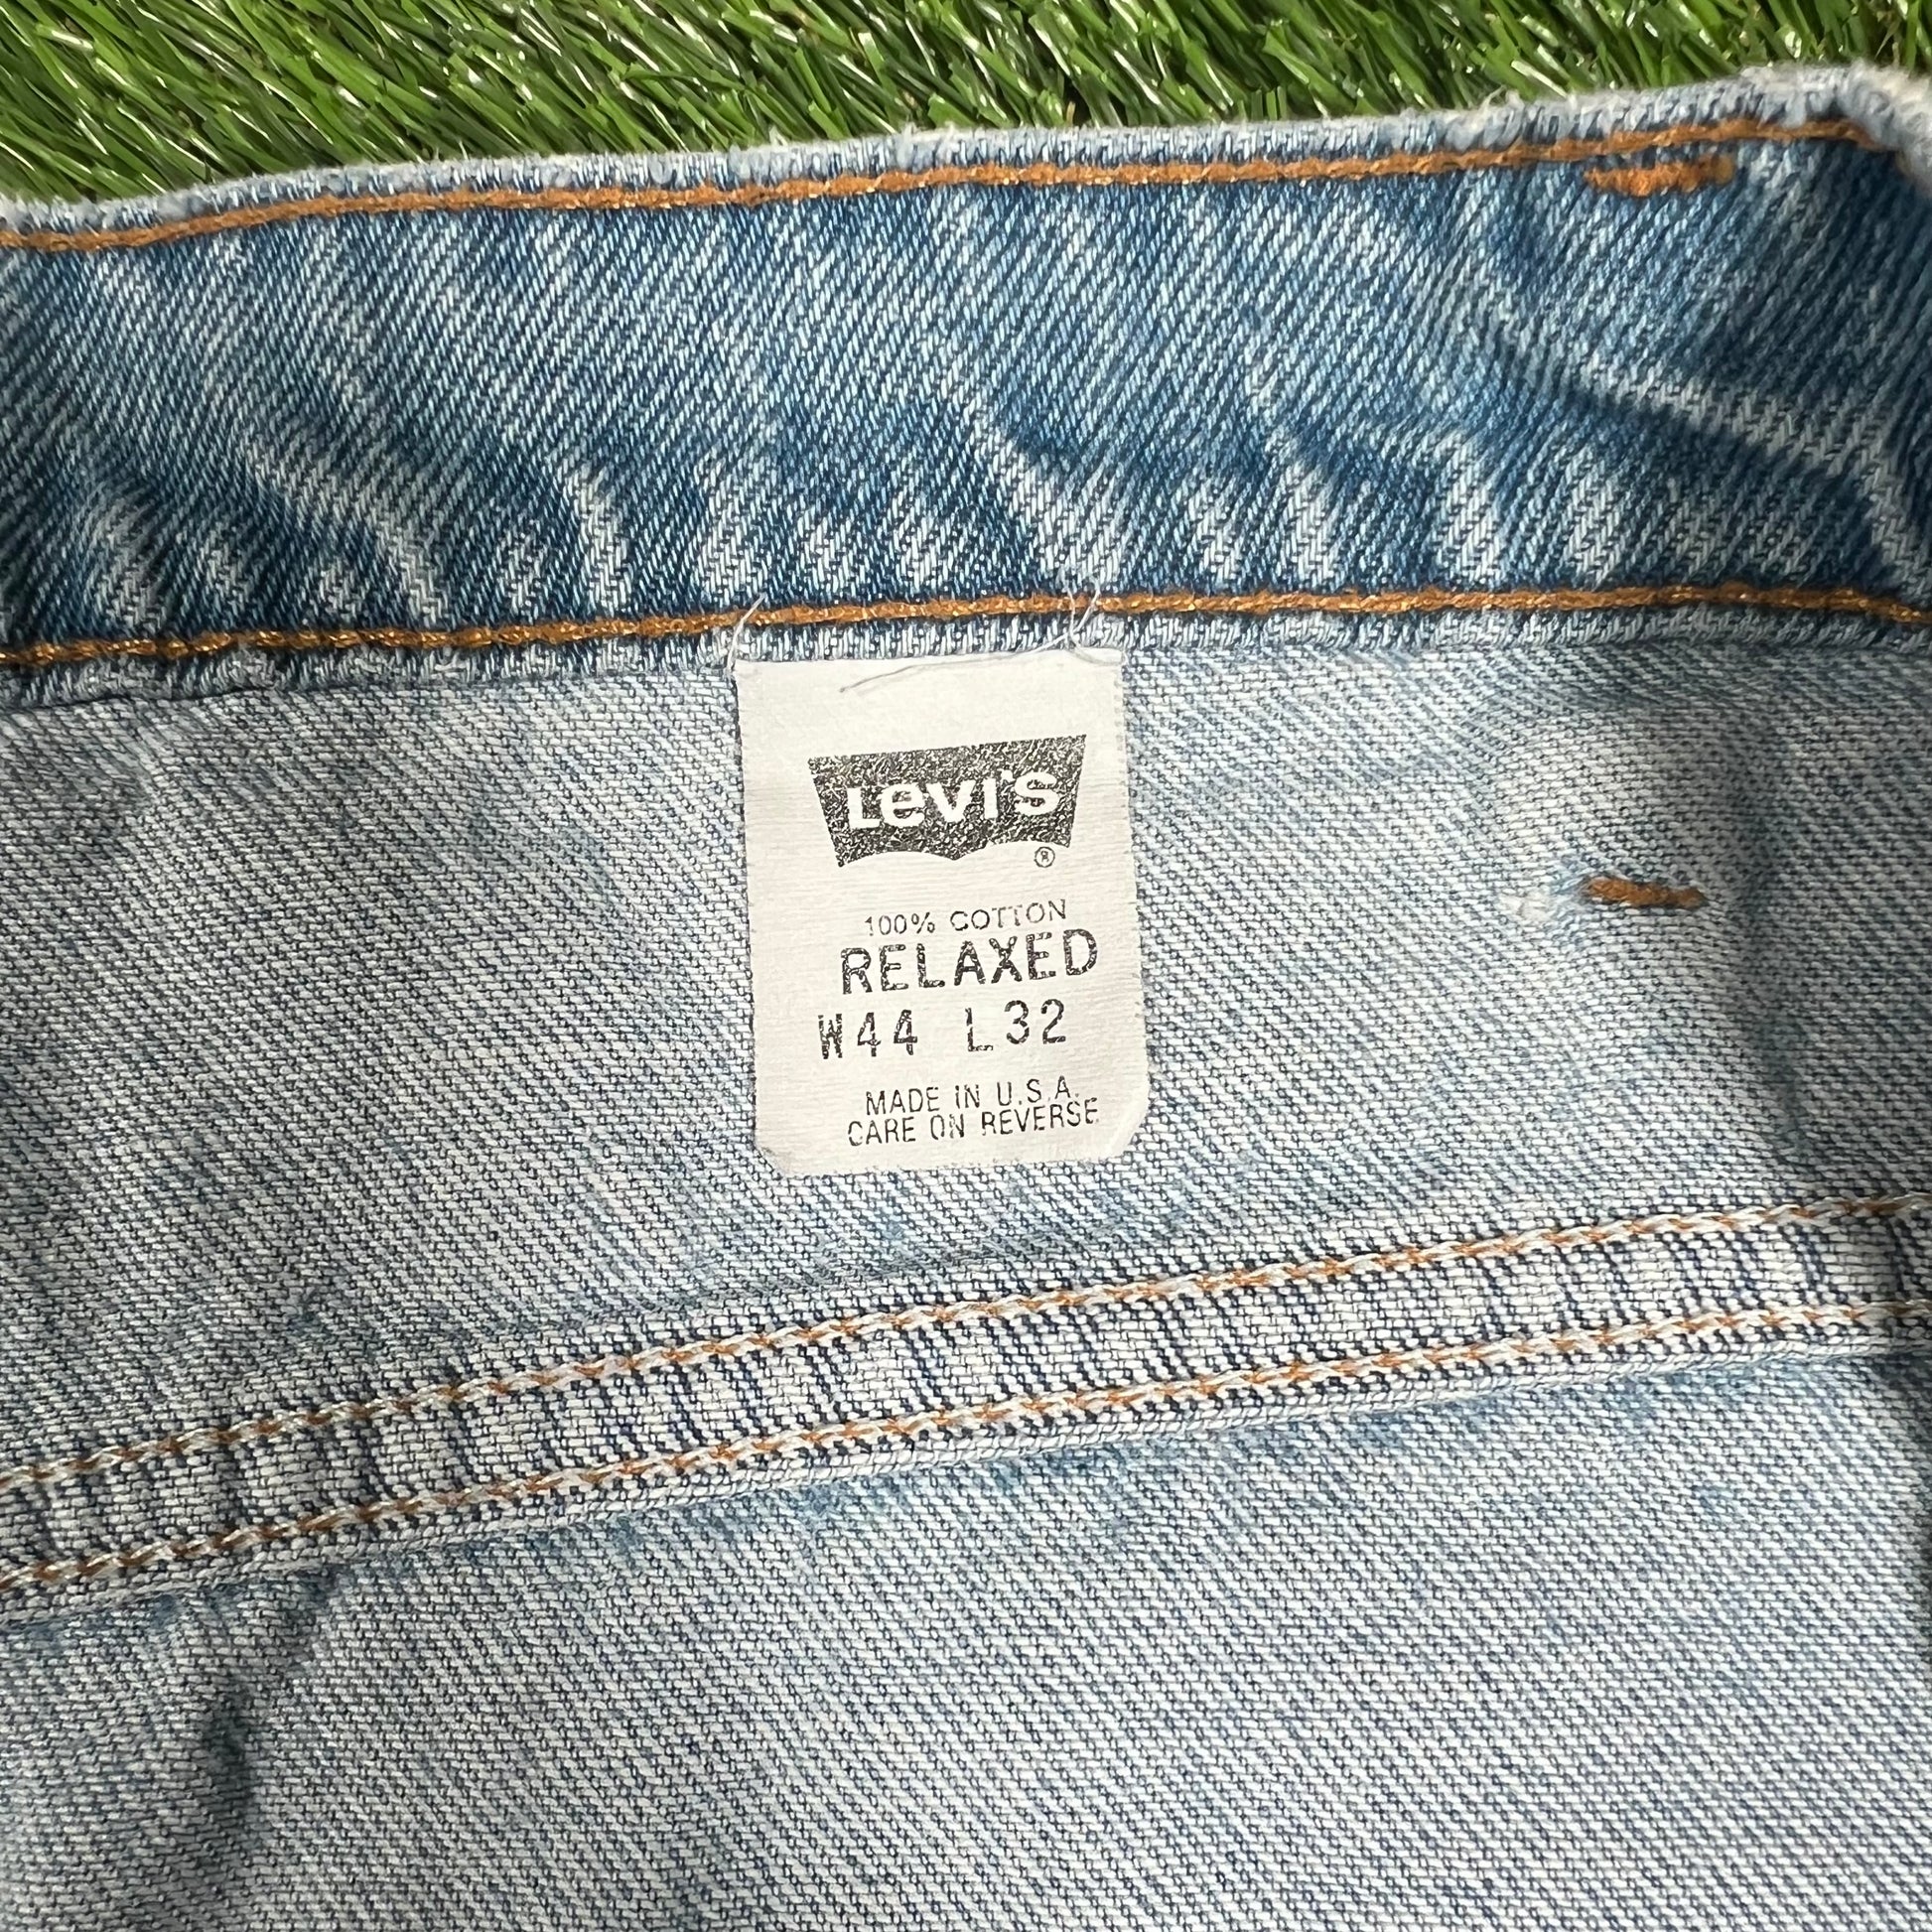 Levi's
®
100% COTTON
RELAXED
W44 L32
MADE IN U.S.A.
CARE ON REVERSE